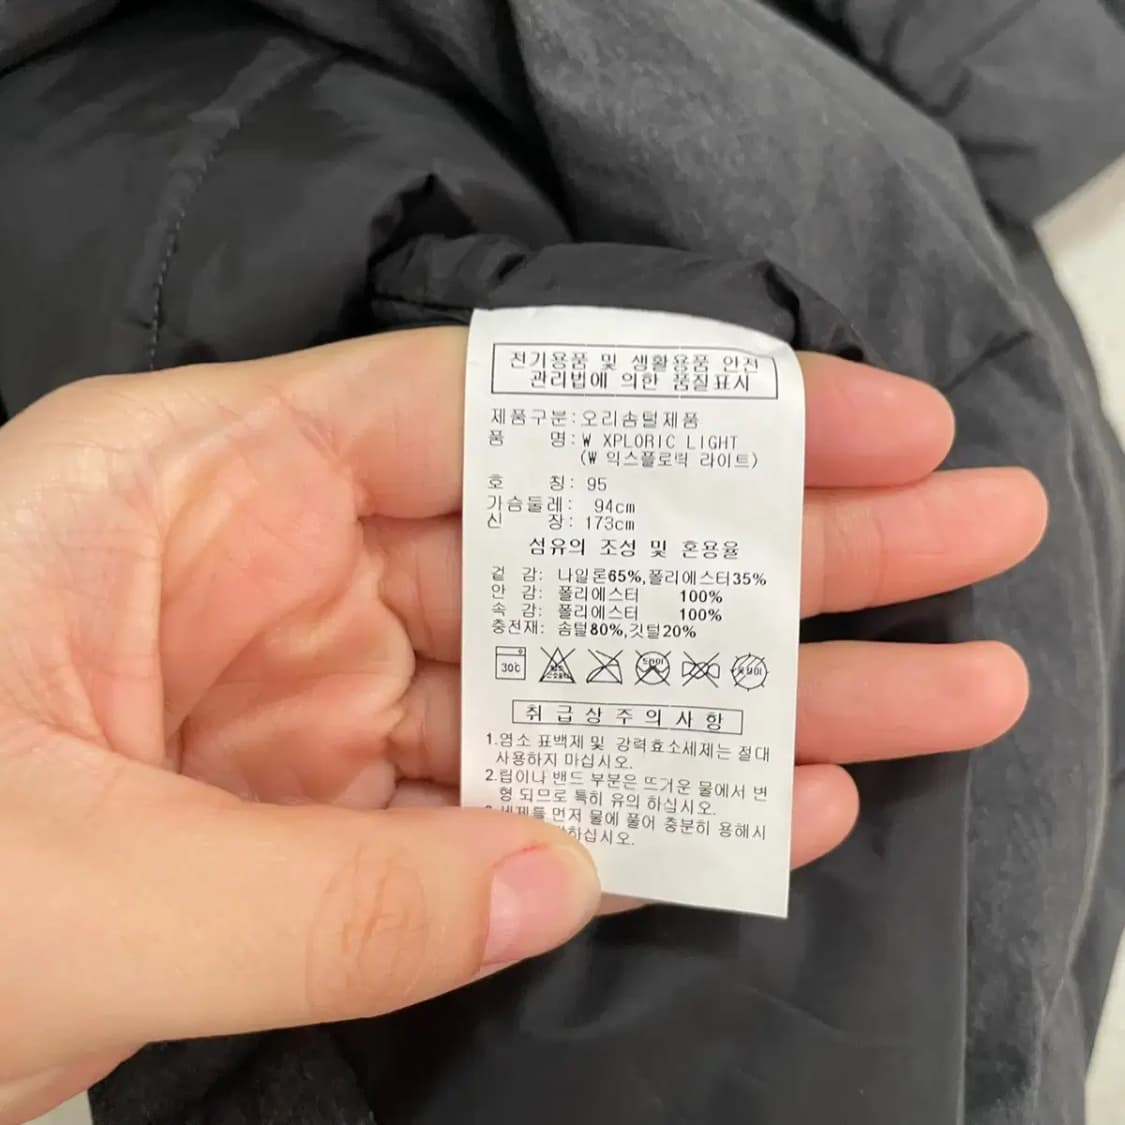 전기용품 및 생활용품 안전
관리법에 의한 품질표시
제품구분:오리솜털제품
품 명:W XPLORIC LIGHT
(W 익스플로릭 라이트)
호 칭: 95
가슴둘레: 94cm
신 장: 173cm
섬유의 조성 및 혼용율
겉 감: 나일론65%,폴리에스터35%
안 감: 폴리에스터 100%
속 감: 폴리에스터 100%
충전재: 솜털80%,깃털20%
30℃ 드라이
취급상주의사항
1.염소 표백제 및 강력효소세제는 절대
사용하지 마십시오.
2.립이나 밴드 부분은 뜨거운 물에서 변
형 되므로 특히 유의 하십시오.
세제를 먼저 물에 풀어 충분히 용해시
하십시오.